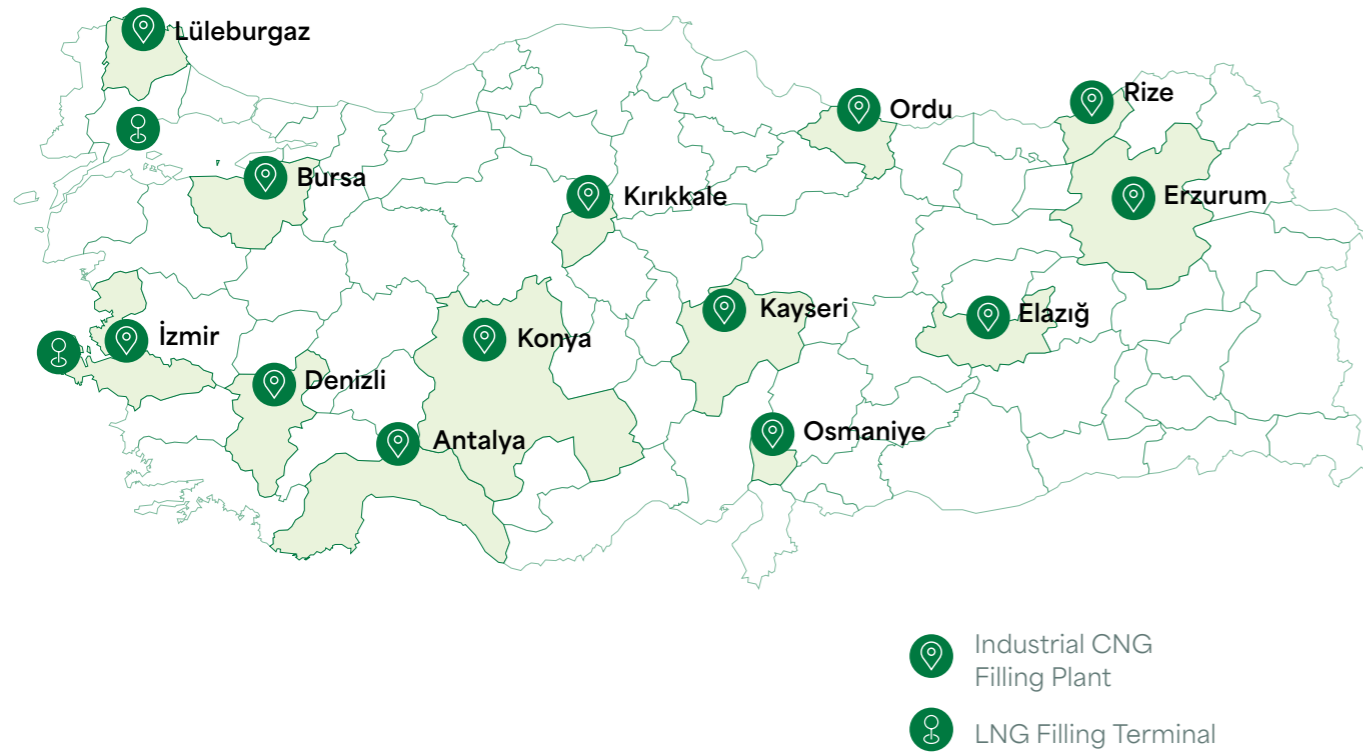 Lüleburgaz
Ordu
Rize
Bursa
Kırıkkale
Erzurum
İzmir
Konya
Kayseri
Elazığ
Denizli
Antalya
Osmaniye
Industrial CNG
Filling Plant
LNG Filling Terminal